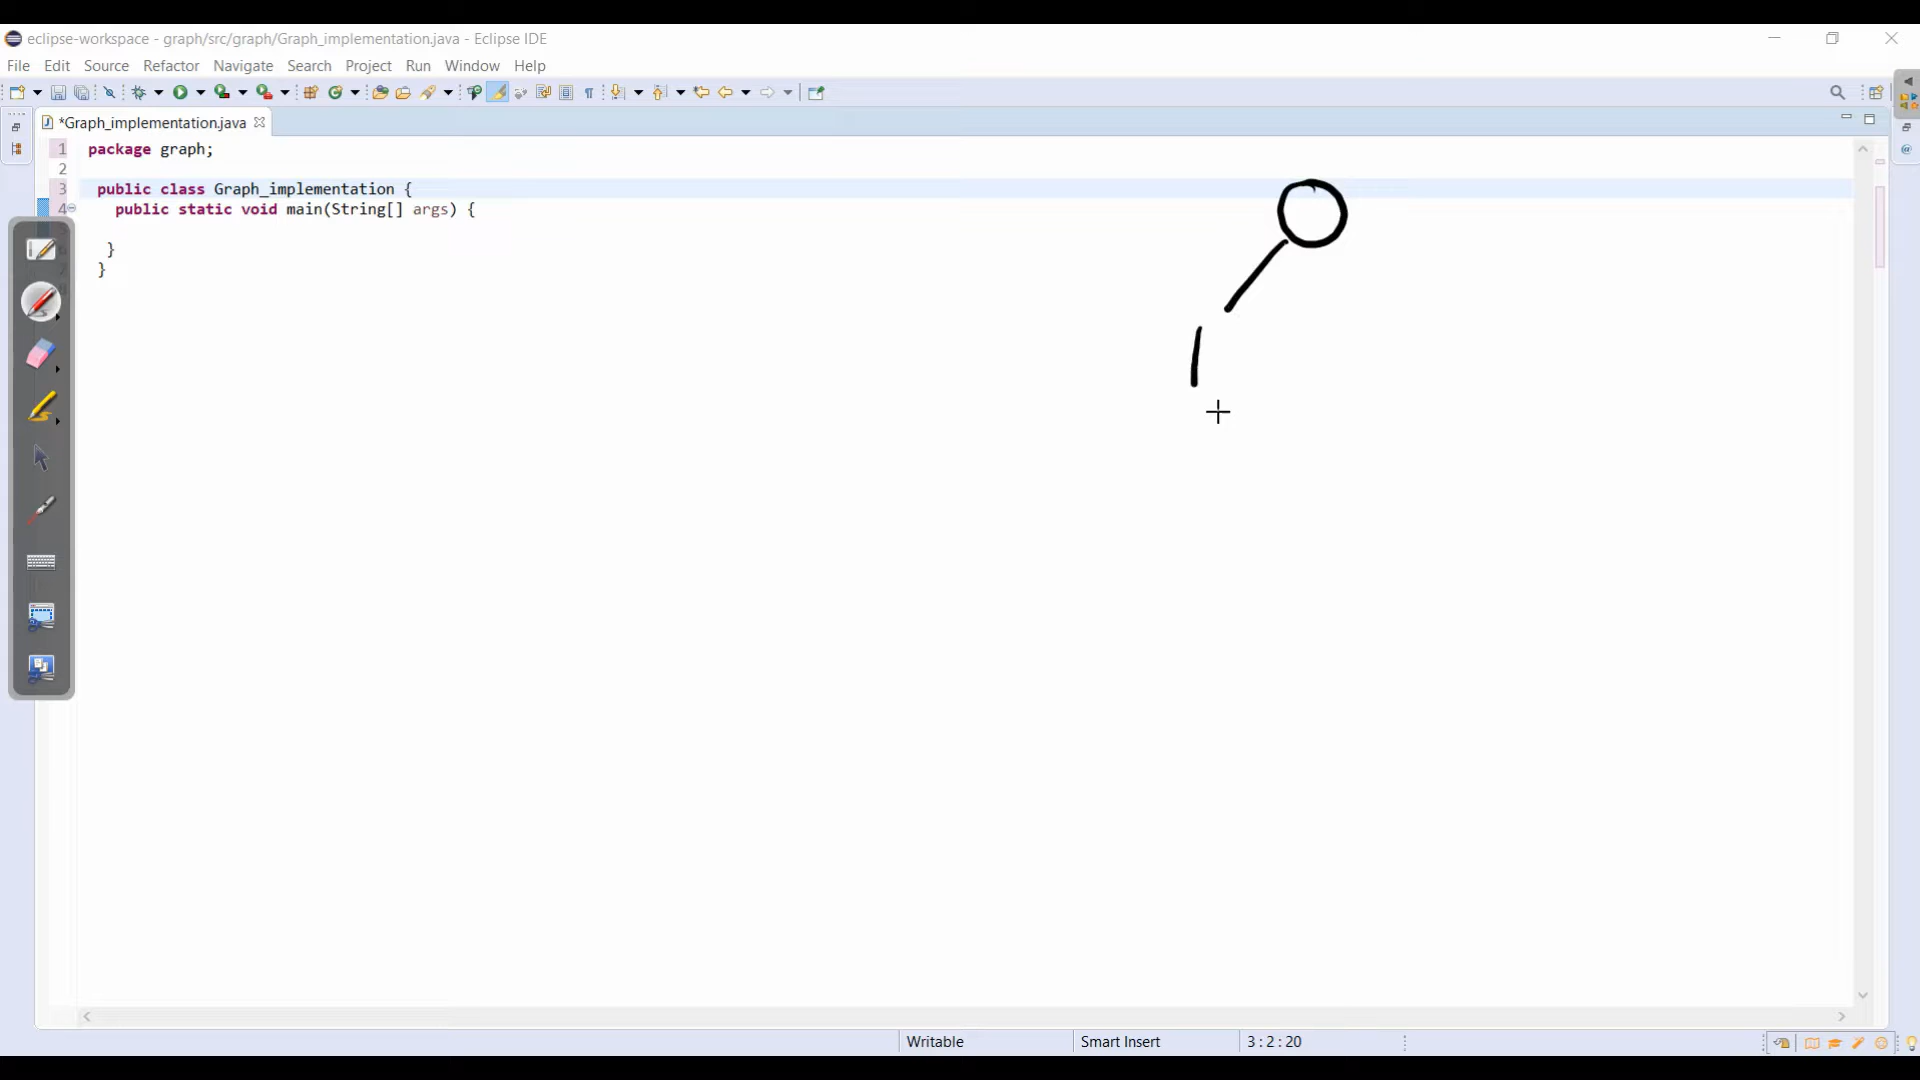 eclipse-workspace - graph/src/graph/Graph_implementation.java - Eclipse IDE
File Edit Source Refactor Navigate Search Project Run Window Help
*Graph_implementation.java
1 package graph;
2
3 public class Graph_implementation {
4 public static void main(String[] args) {
}
}
Writable Smart Insert 3 : 2 : 20